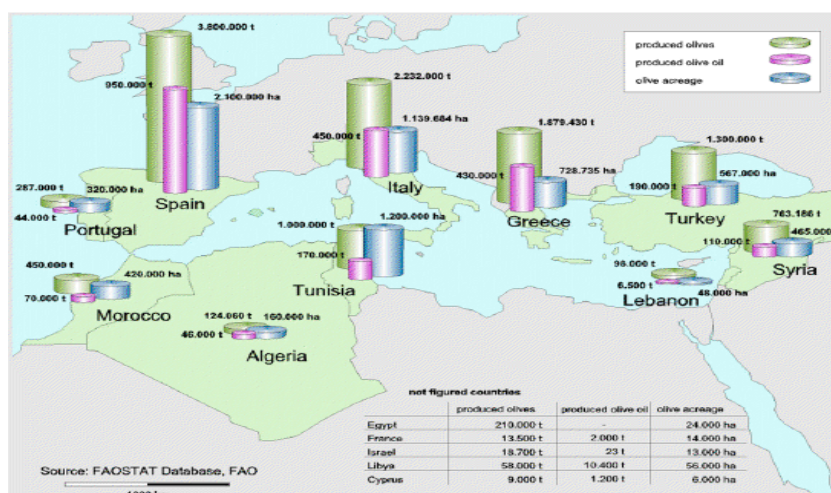 3.800.000 t
produced olives
produced olive oil
olive acreage
950.000 t
2.100.000 ha
2.232.000 t
450.000 t
1.139.684 ha
1.879.430 t
430.000 t
728.735 ha
1.300.000 t
190.000 t
567.000 ha
287.000 t
320.000 ha
44.000 t
Portugal
Spain
Italy
Greece
Turkey
763.186 t
465.000
110.000 t
Syria
1.000.000 t
1.200.000 ha
170.000 t
Tunisia
450.000 t
420.000 ha
70.000 t
Morocco
6.500 t
48.000 ha
Lebanon
124.060 t
160.000 ha
46.000 t
Algeria
not figured countries
produced olives produced olive oil olive acreage
Egypt 210.000 t - 24.000 ha
France 13.500 t 2.000 t 14.000 ha
Israel 18.700 t 23 t 13.000 ha
Libya 58.000 t 10.400 t 56.000 ha
Cyprus 9.000 t 1.200 t 6.000 ha
Source: FAOSTAT Database, FAO